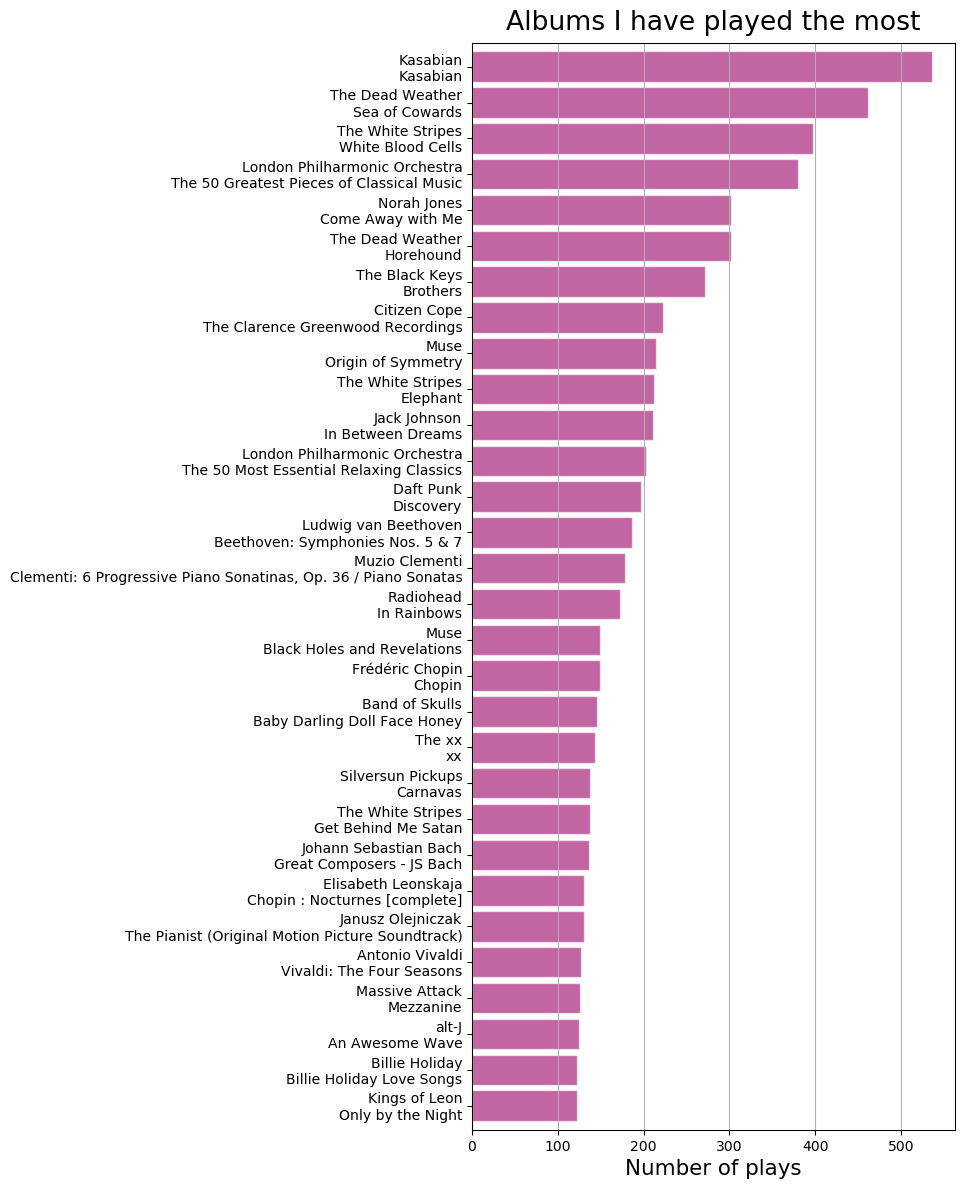 Albums I have played the most
Kasabian
Kasabian
The Dead Weather
Sea of Cowards
The White Stripes
White Blood Cells
London Philharmonic Orchestra
The 50 Greatest Pieces of Classical Music
Norah Jones
Come Away with Me
The Dead Weather
Horehound
The Black Keys
Brothers
Citizen Cope
The Clarence Greenwood Recordings
Muse
Origin of Symmetry
The White Stripes
Elephant
Jack Johnson
In Between Dreams
London Philharmonic Orchestra
The 50 Most Essential Relaxing Classics
Daft Punk
Discovery
Ludwig van Beethoven
Beethoven: Symphonies Nos. 5 & 7
Muzio Clementi
Clementi: 6 Progressive Piano Sonatinas, Op. 36 / Piano Sonatas
Radiohead
In Rainbows
Muse
Black Holes and Revelations
Frédéric Chopin
Chopin
Band of Skulls
Baby Darling Doll Face Honey
The xx
xx
Silversun Pickups
Carnavas
The White Stripes
Get Behind Me Satan
Johann Sebastian Bach
Great Composers - JS Bach
Elisabeth Leonskaja
Chopin : Nocturnes [complete]
Janusz Olejniczak
The Pianist (Original Motion Picture Soundtrack)
Antonio Vivaldi
Vivaldi: The Four Seasons
Massive Attack
Mezzanine
alt-J
An Awesome Wave
Billie Holiday
Billie Holiday Love Songs
Kings of Leon
Only by the Night
0 100 200 300 400 500
Number of plays